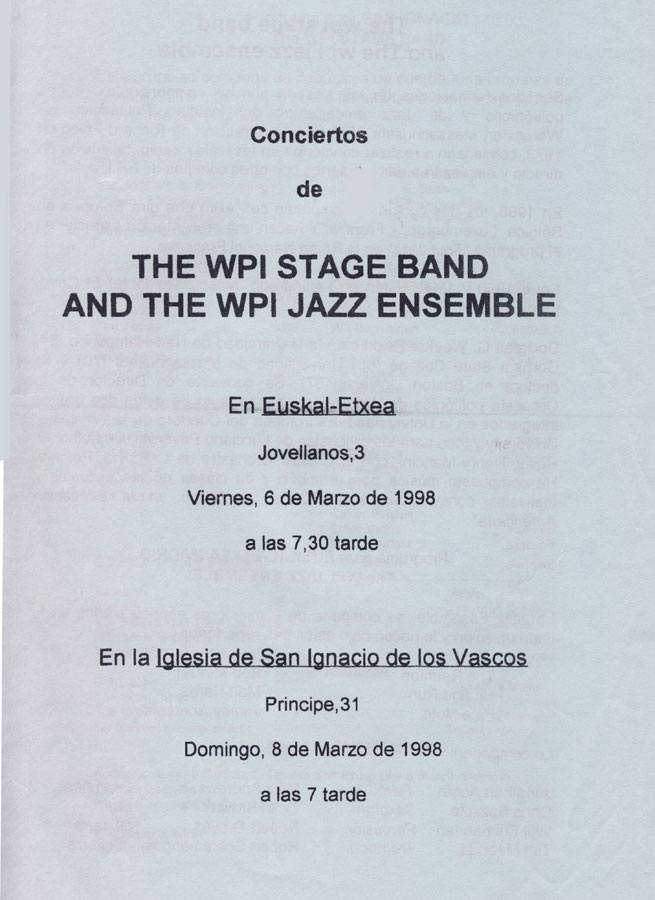 Conciertos
de
THE WPI STAGE BAND
AND THE WPI JAZZ ENSEMBLE
En Euskal-Etxea
Jovellanos,3
Viernes, 6 de Marzo de 1998
a las 7,30 tarde
En la Iglesia de San Ignacio de los Vascos
Principe,31
Domingo, 8 de Marzo de 1998
a las 7 tarde